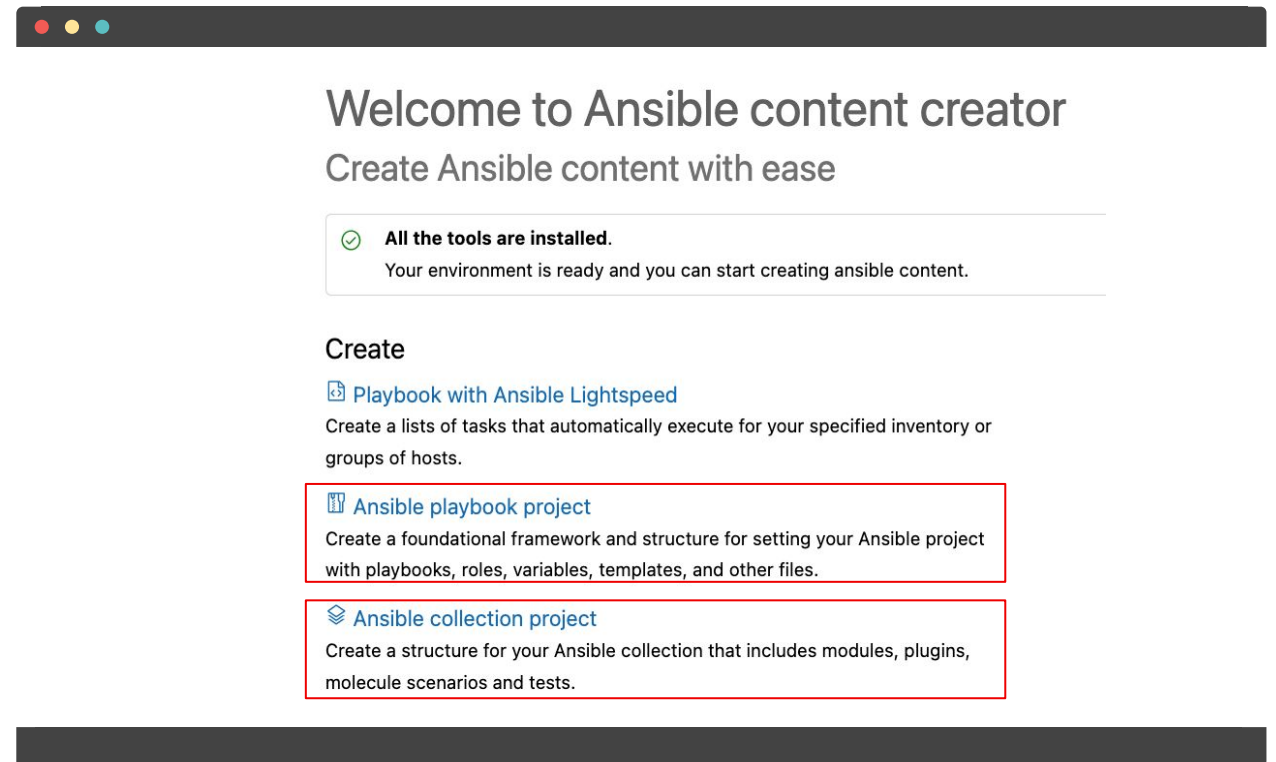 Welcome to Ansible content creator
Create Ansible content with ease
All the tools are installed.
Your environment is ready and you can start creating ansible content.
Create
Playbook with Ansible Lightspeed
Create a lists of tasks that automatically execute for your specified inventory or
groups of hosts.
Ansible playbook project
Create a foundational framework and structure for setting your Ansible project
with playbooks, roles, variables, templates, and other files.
Ansible collection project
Create a structure for your Ansible collection that includes modules, plugins,
molecule scenarios and tests.